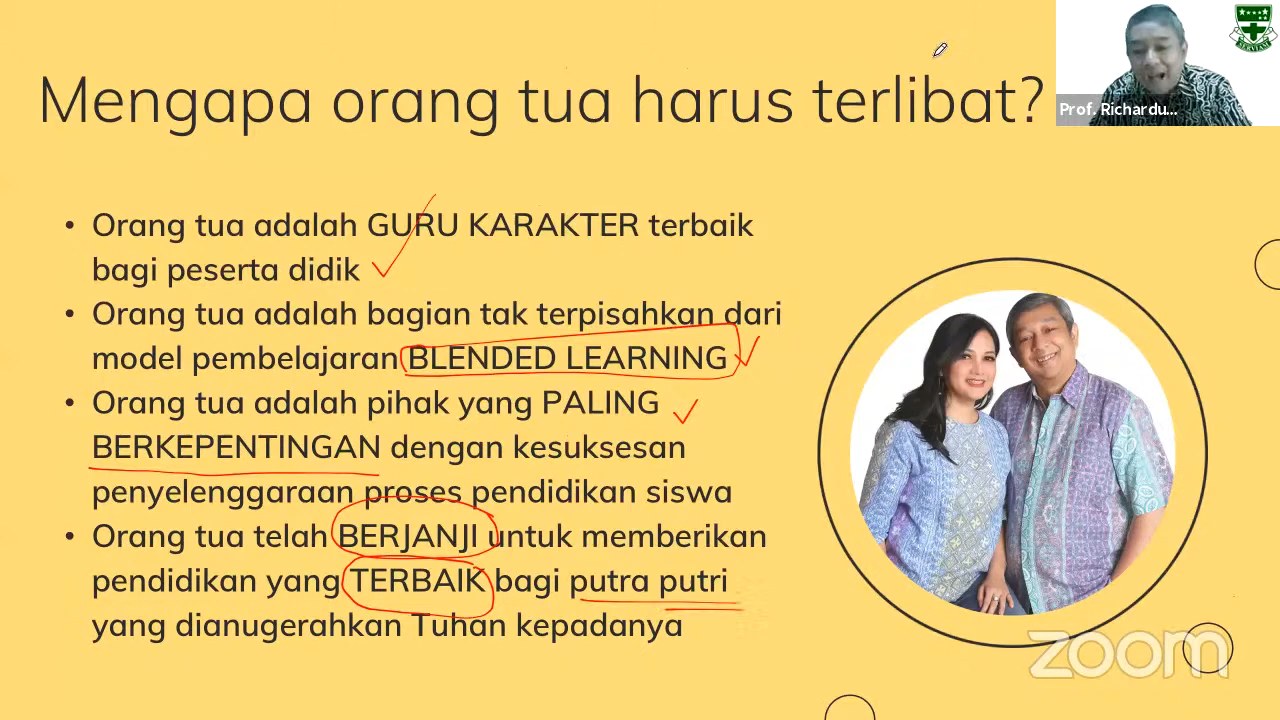 Mengapa orang tua harus terlibat?
Prof. Richardu...
SERVIAM
• Orang tua adalah GURU KARAKTER terbaik
bagi peserta didik
• Orang tua adalah bagian tak terpisahkan dari
model pembelajaran BLENDED LEARNING
• Orang tua adalah pihak yang PALING
BERKEPENTINGAN dengan kesuksesan
penyelenggaraan proses pendidikan siswa
• Orang tua telah BERJANJI untuk memberikan
pendidikan yang TERBAIK bagi putra putri
yang dianugerahkan Tuhan kepadanya
zoom